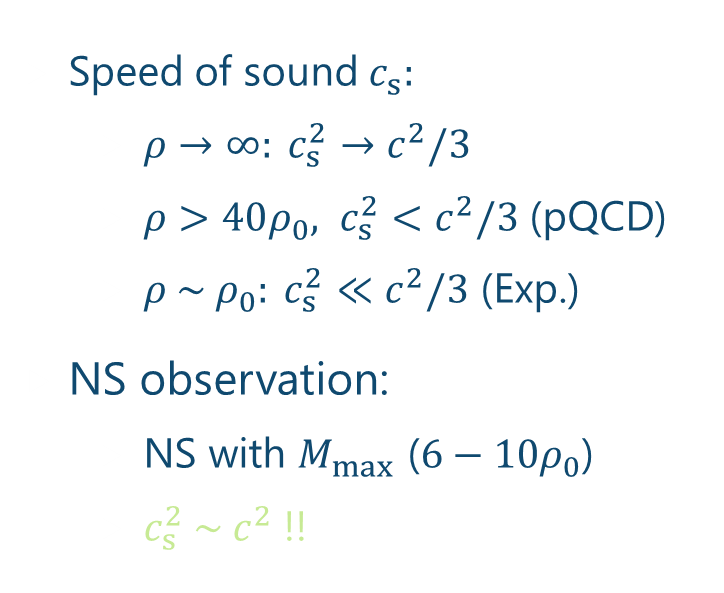 Speed of sound cₛ:
ρ → ∞: cₛ² → c²/3
ρ > 40ρ₀, cₛ² < c²/3 (pQCD)
ρ ~ ρ₀: cₛ² ≪ c²/3 (Exp.)
NS observation:
NS with M_max (6 − 10ρ₀)
cₛ² ~ c² !!